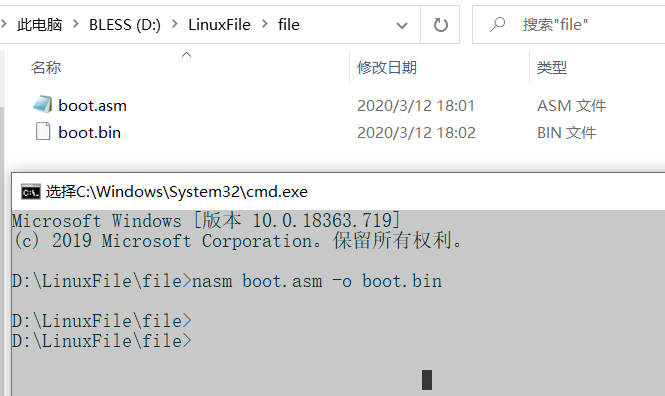 此电脑 > BLESS (D:) > LinuxFile > file
搜索"file"
名称 修改日期 类型
boot.asm 2020/3/12 18:01 ASM 文件
boot.bin 2020/3/12 18:02 BIN 文件
选择C:\Windows\System32\cmd.exe
Microsoft Windows [版本 10.0.18363.719]
(c) 2019 Microsoft Corporation。保留所有权利。
D:\LinuxFile\file>nasm boot.asm -o boot.bin
D:\LinuxFile\file>
D:\LinuxFile\file>